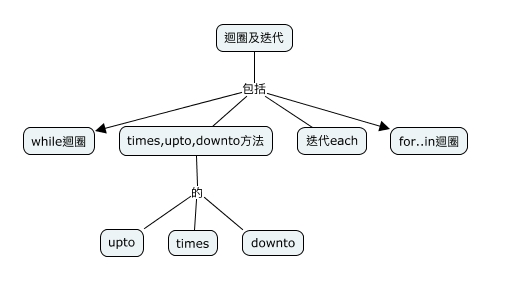 迴圈及迭代
包括
while迴圈
times,upto,downto方法
迭代each
for..in迴圈
的
upto
times
downto